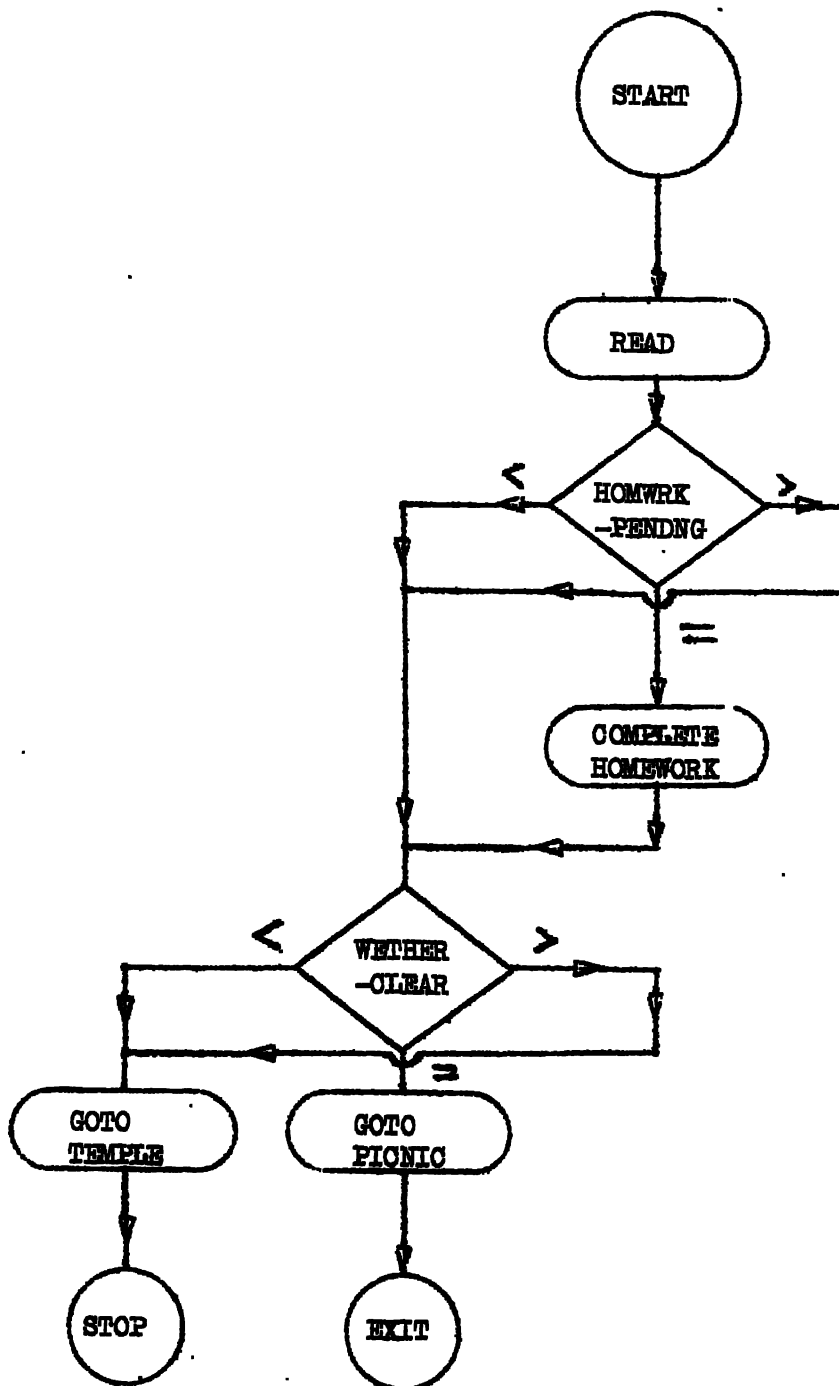 START
READ
< >
HOMWRK
-PENDNG
=
COMPLETE
HOMEWORK
< >
WETHER
-CLEAR
=
GOTO
TEMPLE
GOTO
PICNIC
STOP
EXIT